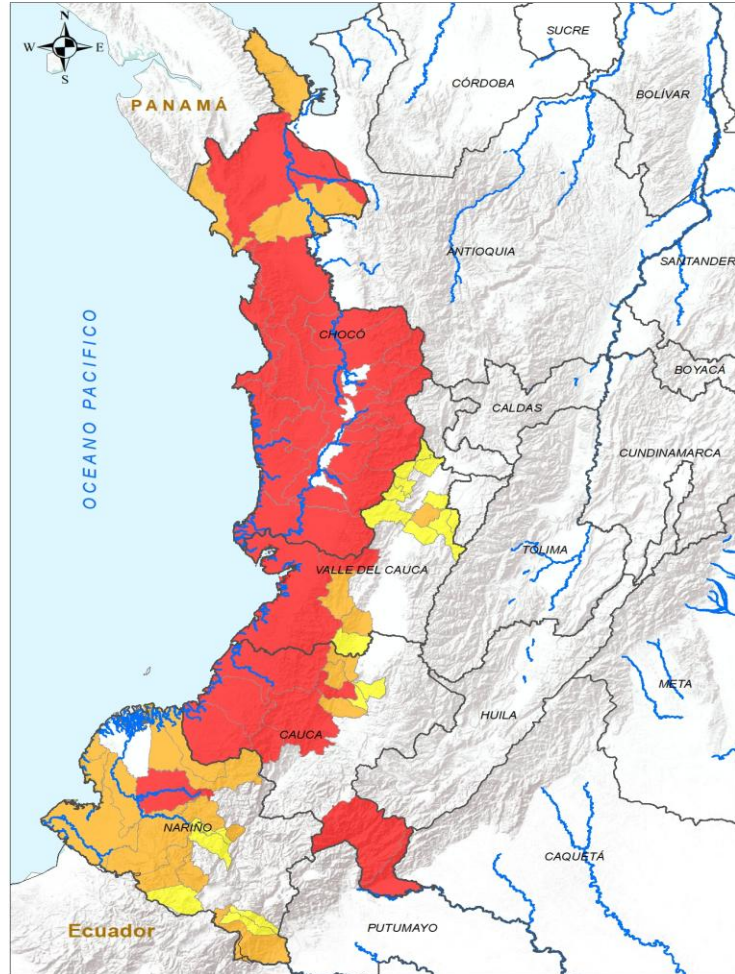 N
W E
S
SUCRE
CÓRDOBA
BOLÍVAR
PANAMÁ
ANTIOQUIA
SANTANDER
OCEANO PACIFICO
CHOCÓ
BOYACÁ
CALDAS
CUNDINAMARCA
TOLIMA
VALLE DEL CAUCA
META
HUILA
CAUCA
NARIÑO
CAQUETÁ
PUTUMAYO
Ecuador